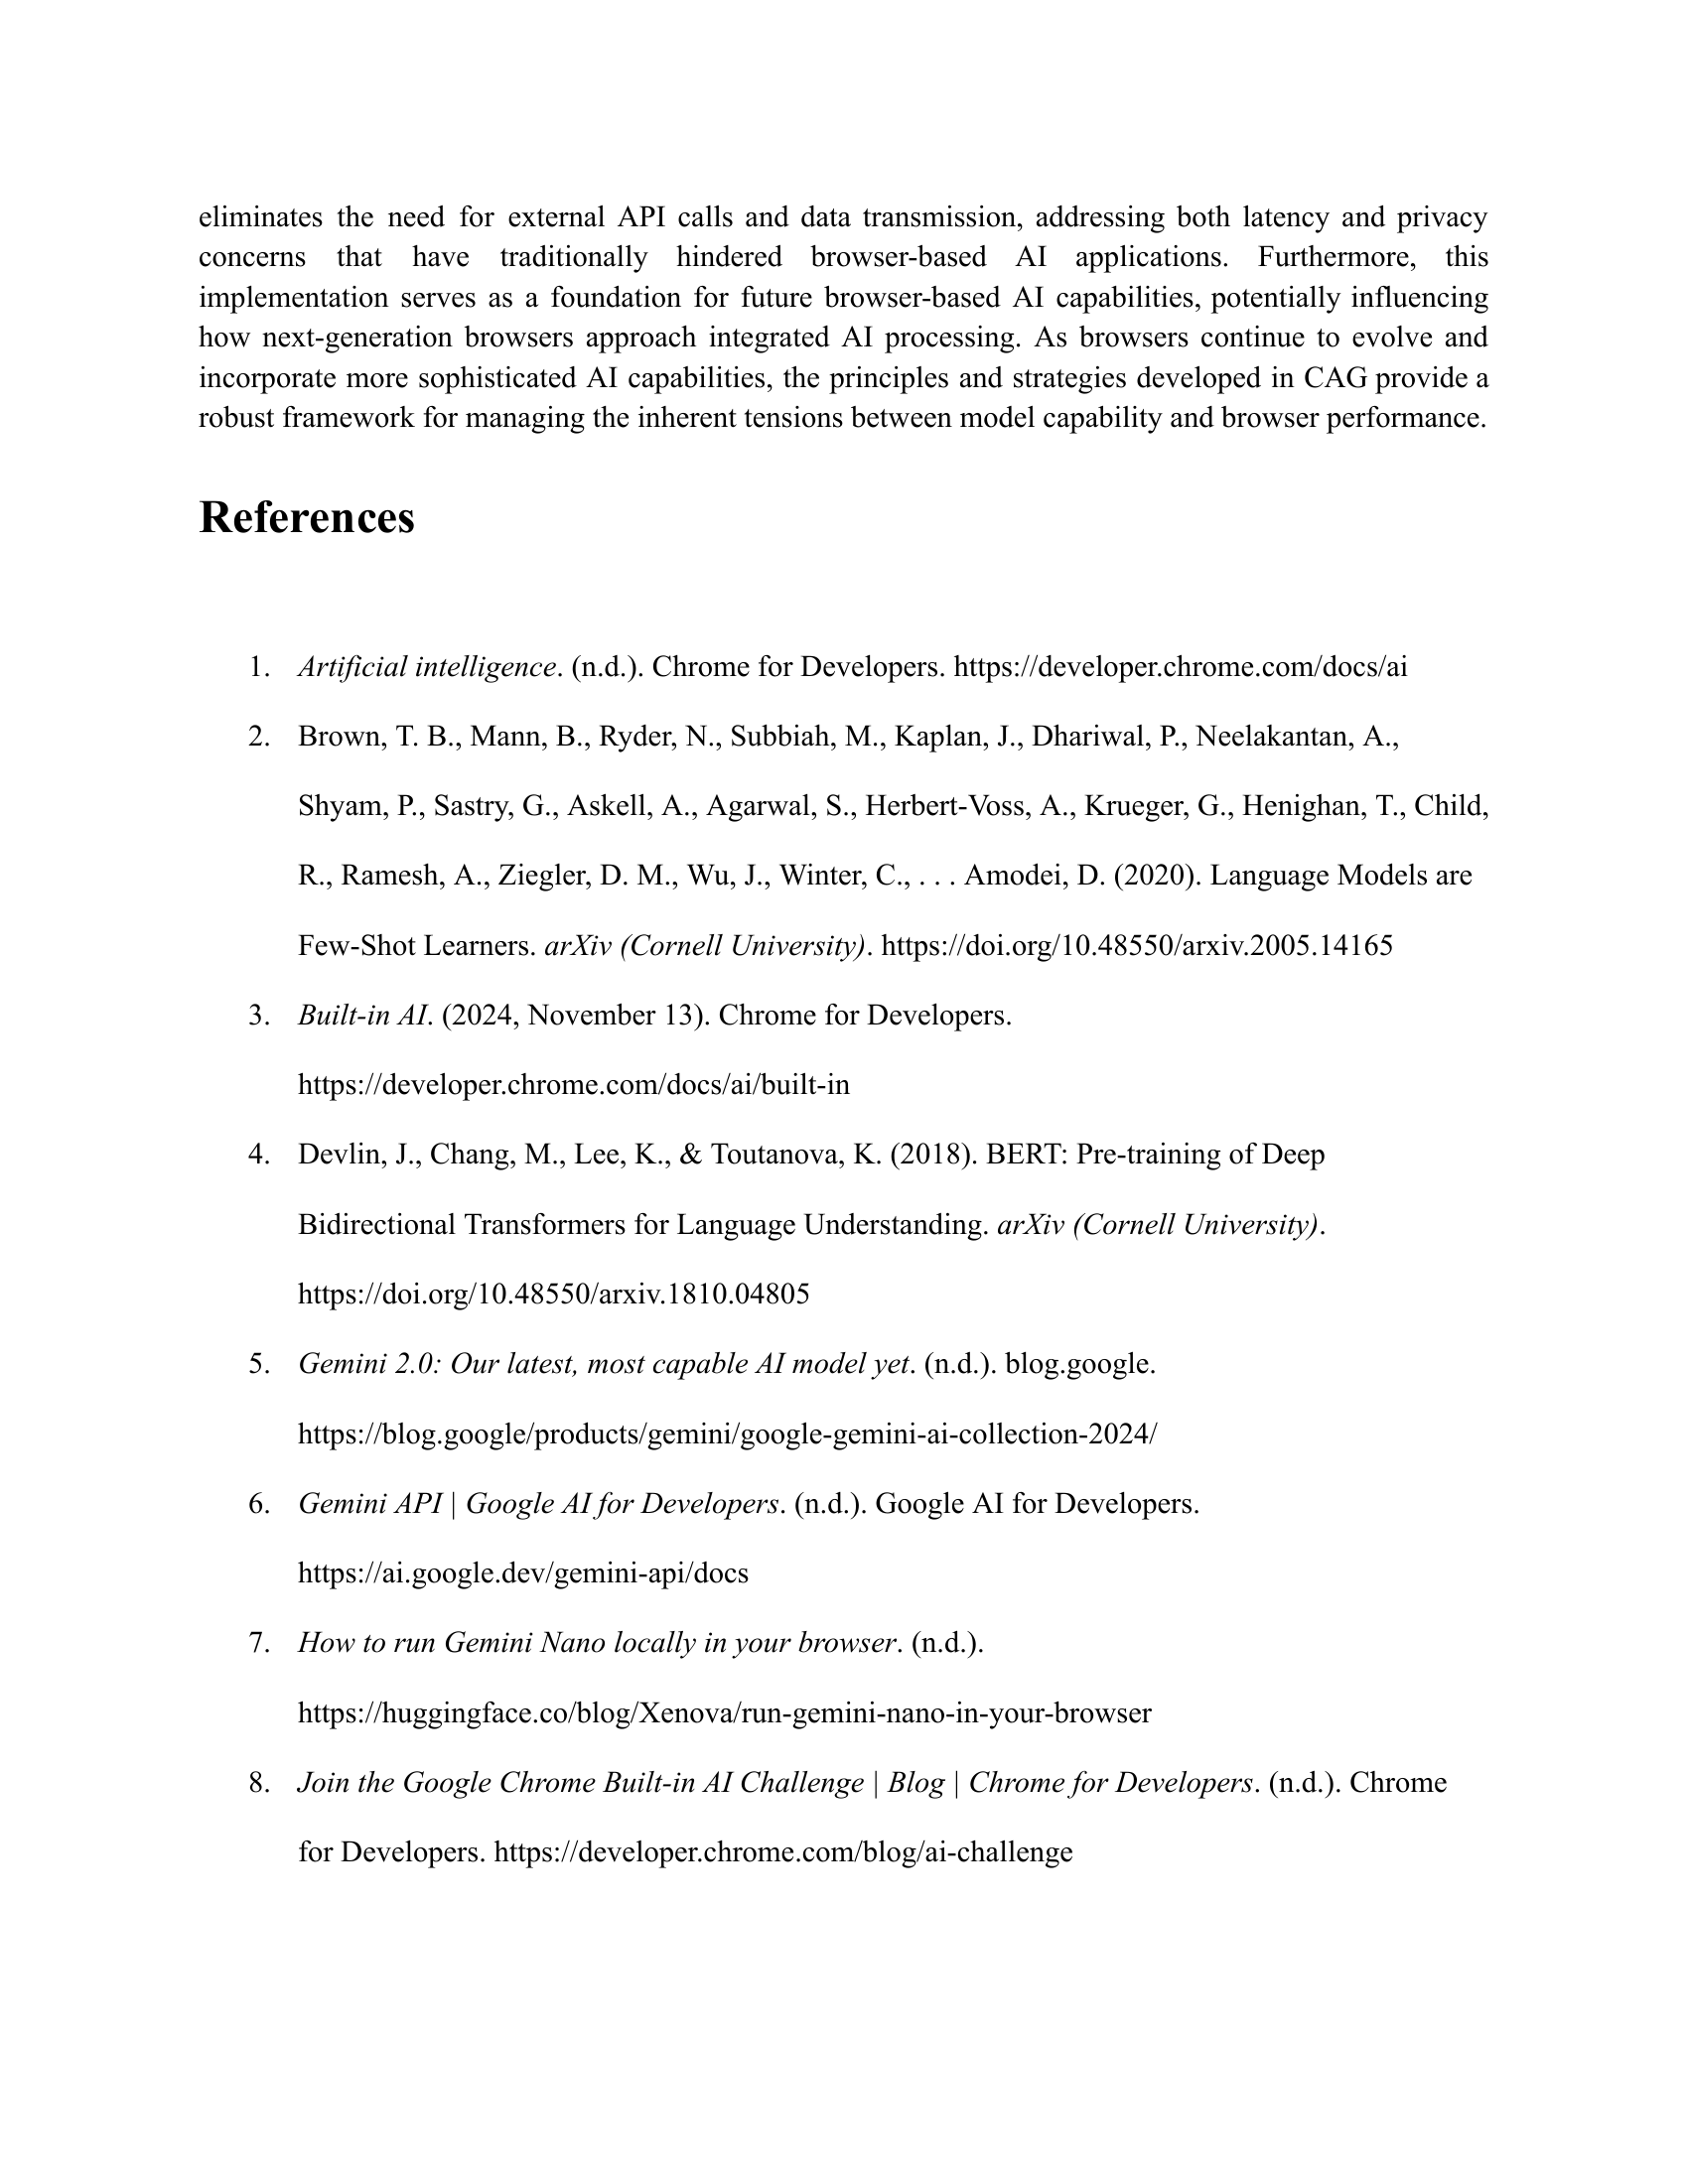 eliminates the need for external API calls and data transmission, addressing both latency and privacy
concerns that have traditionally hindered browser-based AI applications. Furthermore, this
implementation serves as a foundation for future browser-based AI capabilities, potentially influencing
how next-generation browsers approach integrated AI processing. As browsers continue to evolve and
incorporate more sophisticated AI capabilities, the principles and strategies developed in CAG provide a
robust framework for managing the inherent tensions between model capability and browser performance.
References
1. Artificial intelligence. (n.d.). Chrome for Developers. https://developer.chrome.com/docs/ai
2. Brown, T. B., Mann, B., Ryder, N., Subbiah, M., Kaplan, J., Dhariwal, P., Neelakantan, A.,
Shyam, P., Sastry, G., Askell, A., Agarwal, S., Herbert-Voss, A., Krueger, G., Henighan, T., Child,
R., Ramesh, A., Ziegler, D. M., Wu, J., Winter, C., . . . Amodei, D. (2020). Language Models are
Few-Shot Learners. arXiv (Cornell University). https://doi.org/10.48550/arxiv.2005.14165
3. Built-in AI. (2024, November 13). Chrome for Developers.
https://developer.chrome.com/docs/ai/built-in
4. Devlin, J., Chang, M., Lee, K., & Toutanova, K. (2018). BERT: Pre-training of Deep
Bidirectional Transformers for Language Understanding. arXiv (Cornell University).
https://doi.org/10.48550/arxiv.1810.04805
5. Gemini 2.0: Our latest, most capable AI model yet. (n.d.). blog.google.
https://blog.google/products/gemini/google-gemini-ai-collection-2024/
6. Gemini API | Google AI for Developers. (n.d.). Google AI for Developers.
https://ai.google.dev/gemini-api/docs
7. How to run Gemini Nano locally in your browser. (n.d.).
https://huggingface.co/blog/Xenova/run-gemini-nano-in-your-browser
8. Join the Google Chrome Built-in AI Challenge | Blog | Chrome for Developers. (n.d.). Chrome
for Developers. https://developer.chrome.com/blog/ai-challenge